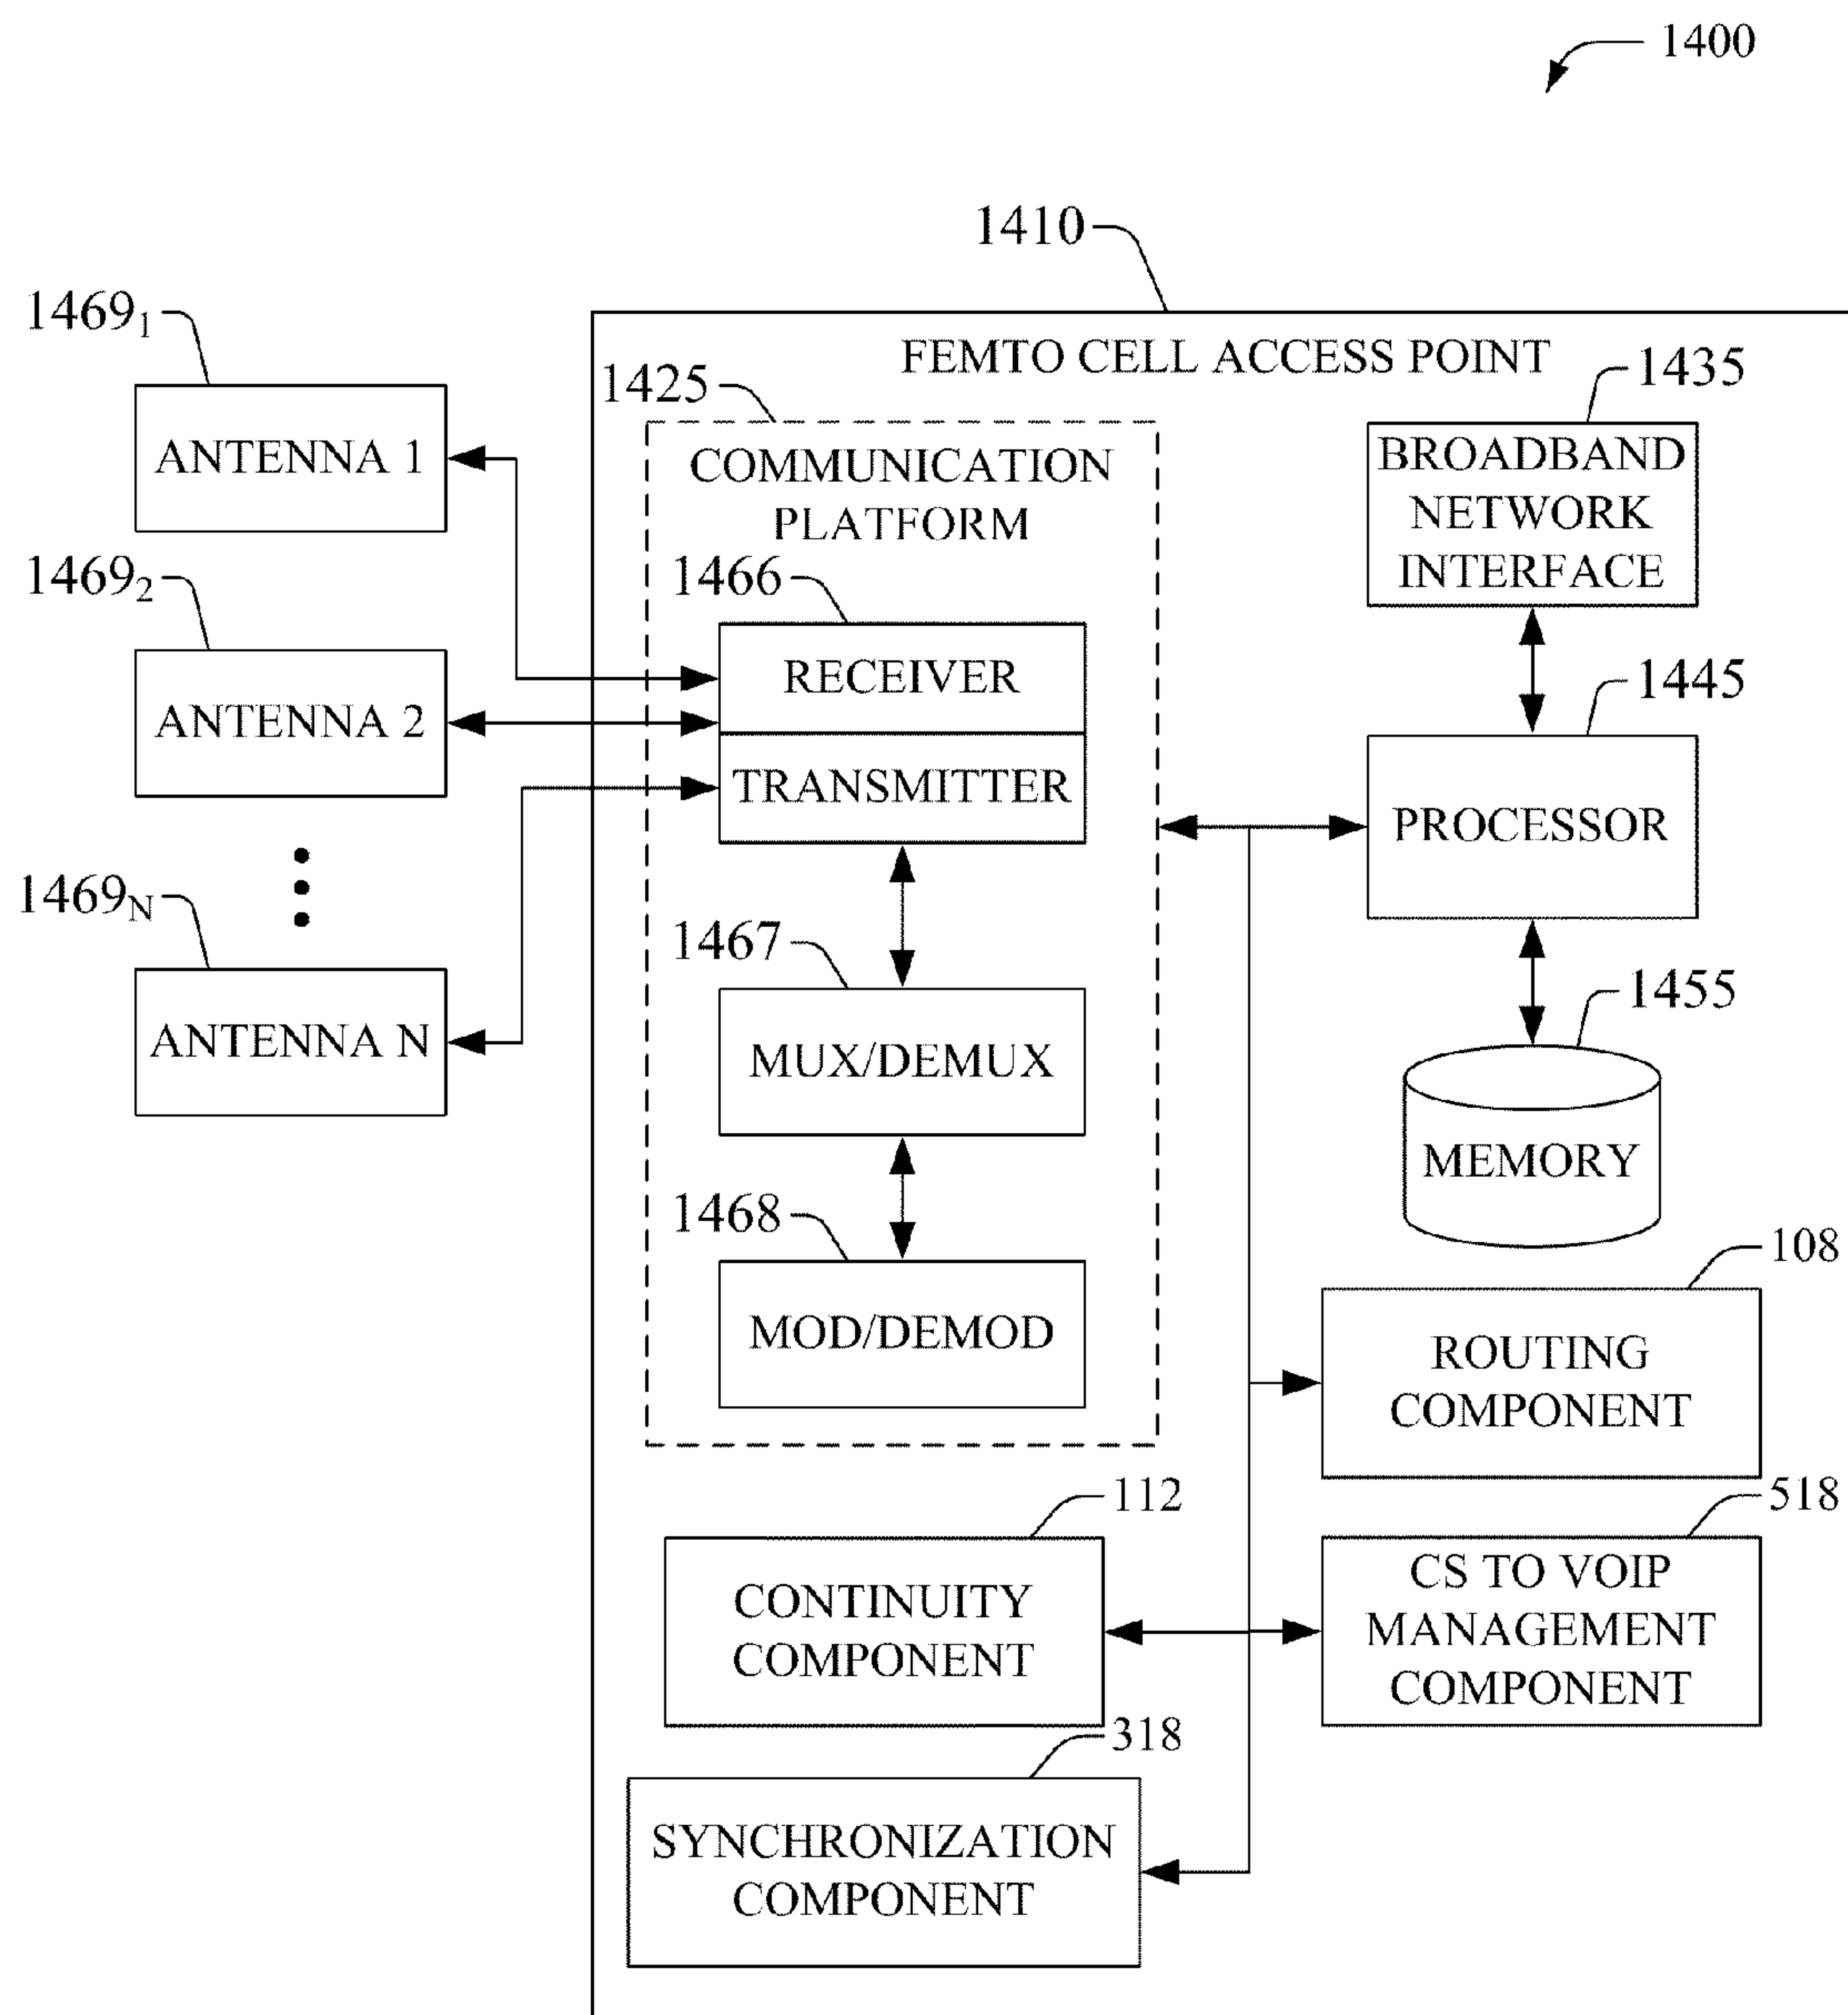 1400
1410
1469₁
FEMTO CELL ACCESS POINT
1425
1435
ANTENNA 1
COMMUNICATION
PLATFORM
BROADBAND
NETWORK
INTERFACE
1469₂
1466
RECEIVER
1445
ANTENNA 2
TRANSMITTER
PROCESSOR
1469_N
1467
1455
ANTENNA N
MUX/DEMUX
MEMORY
1468
108
MOD/DEMOD
ROUTING
COMPONENT
112
518
CONTINUITY
COMPONENT
CS TO VOIP
MANAGEMENT
COMPONENT
318
SYNCHRONIZATION
COMPONENT